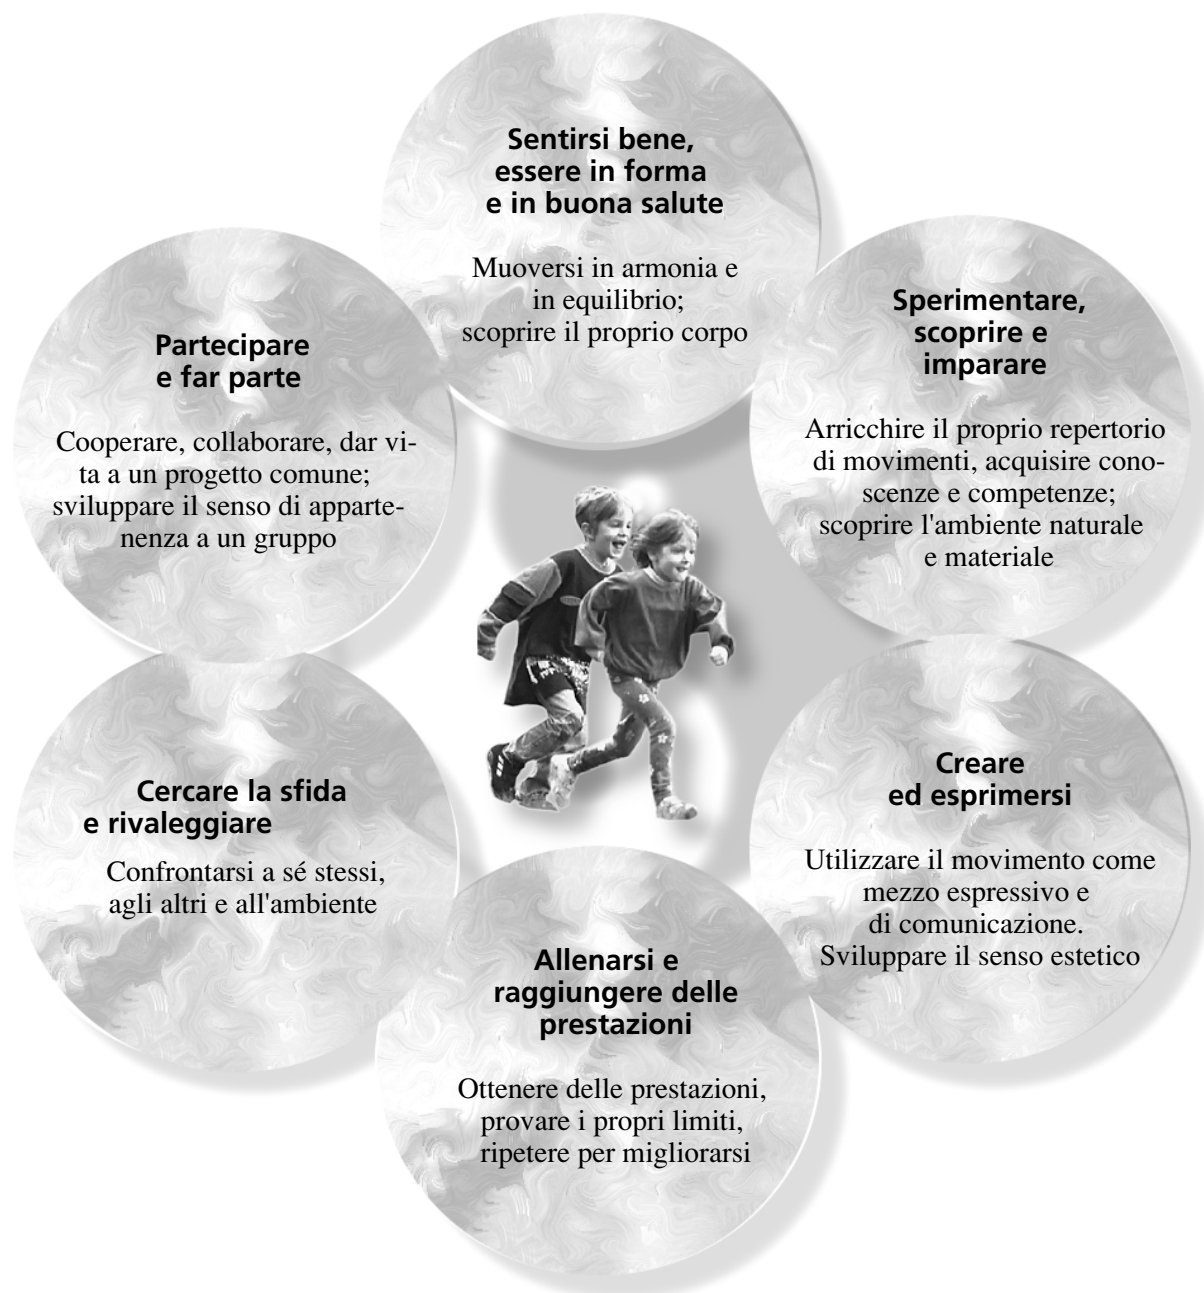 Sentirsi bene,
essere in forma
e in buona salute
Muoversi in armonia e
in equilibrio;
scoprire il proprio corpo
Sperimentare,
scoprire e
imparare
Arricchire il proprio repertorio
di movimenti, acquisire cono-
scenze e competenze;
scoprire l'ambiente naturale
e materiale
Creare
ed esprimersi
Utilizzare il movimento come
mezzo espressivo e
di comunicazione.
Sviluppare il senso estetico
Allenarsi e
raggiungere delle
prestazioni
Ottenere delle prestazioni,
provare i propri limiti,
ripetere per migliorarsi
Cercare la sfida
e rivaleggiare
Confrontarsi a sé stessi,
agli altri e all'ambiente
Partecipare
e far parte
Cooperare, collaborare, dar vi-
ta a un progetto comune;
sviluppare il senso di apparte-
nenza a un gruppo